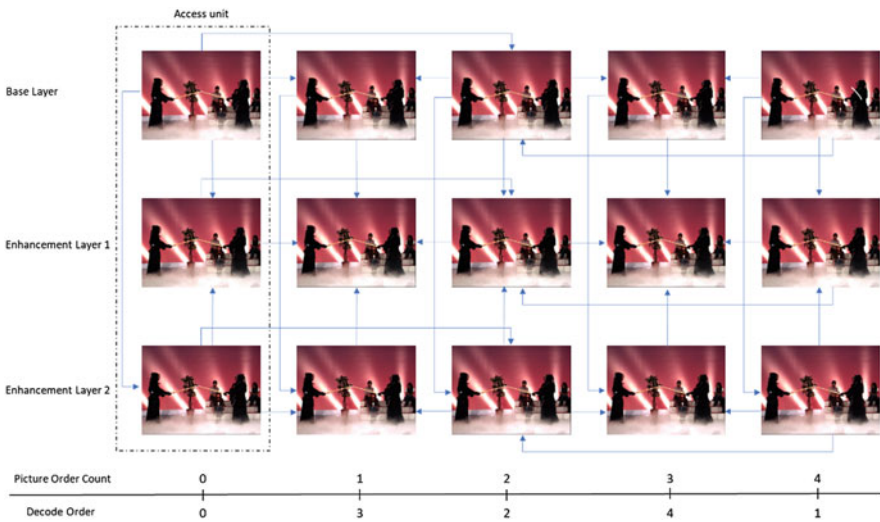 Access unit
Base Layer
Enhancement Layer 1
Enhancement Layer 2
Picture Order Count 0 1 2 3 4
Decode Order 0 3 2 4 1